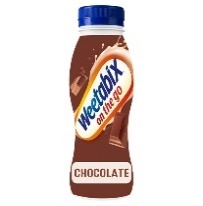 Weetabix
on the go
CHOCOLATE